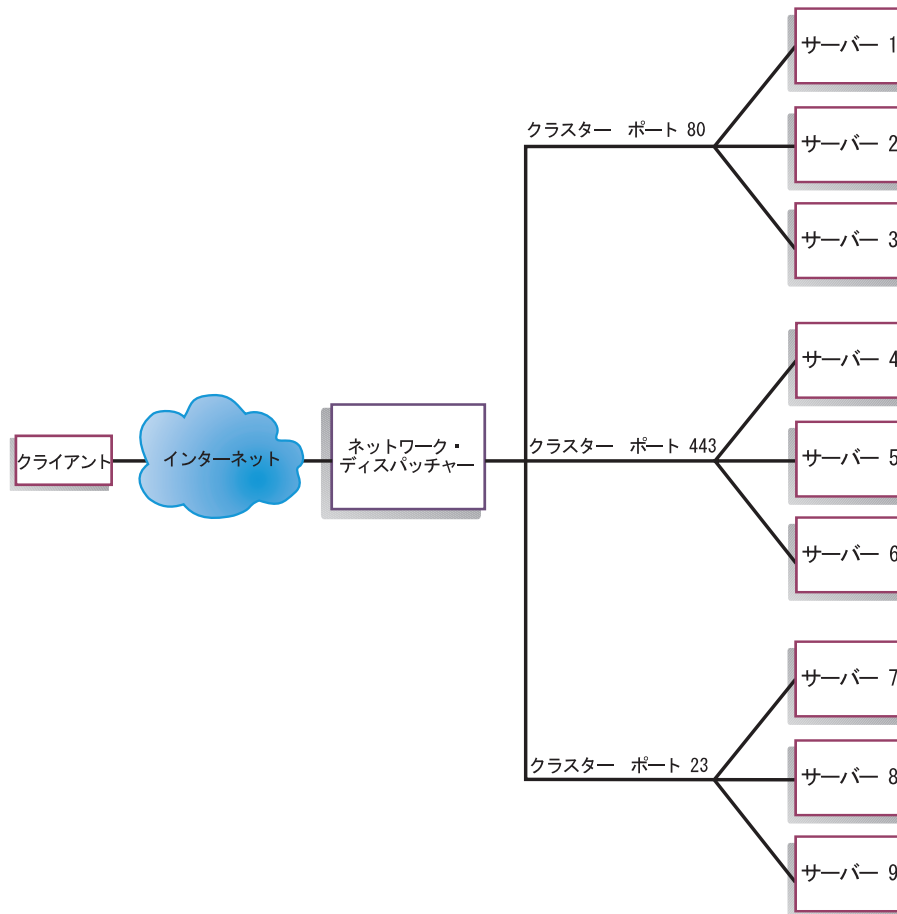 サーバー 1
クラスター ポート 80
サーバー 2
サーバー 3
サーバー 4
クライアント
インターネット
ネットワーク・
ディスパッチャー
クラスター ポート 443
サーバー 5
サーバー 6
サーバー 7
クラスター ポート 23
サーバー 8
サーバー 9